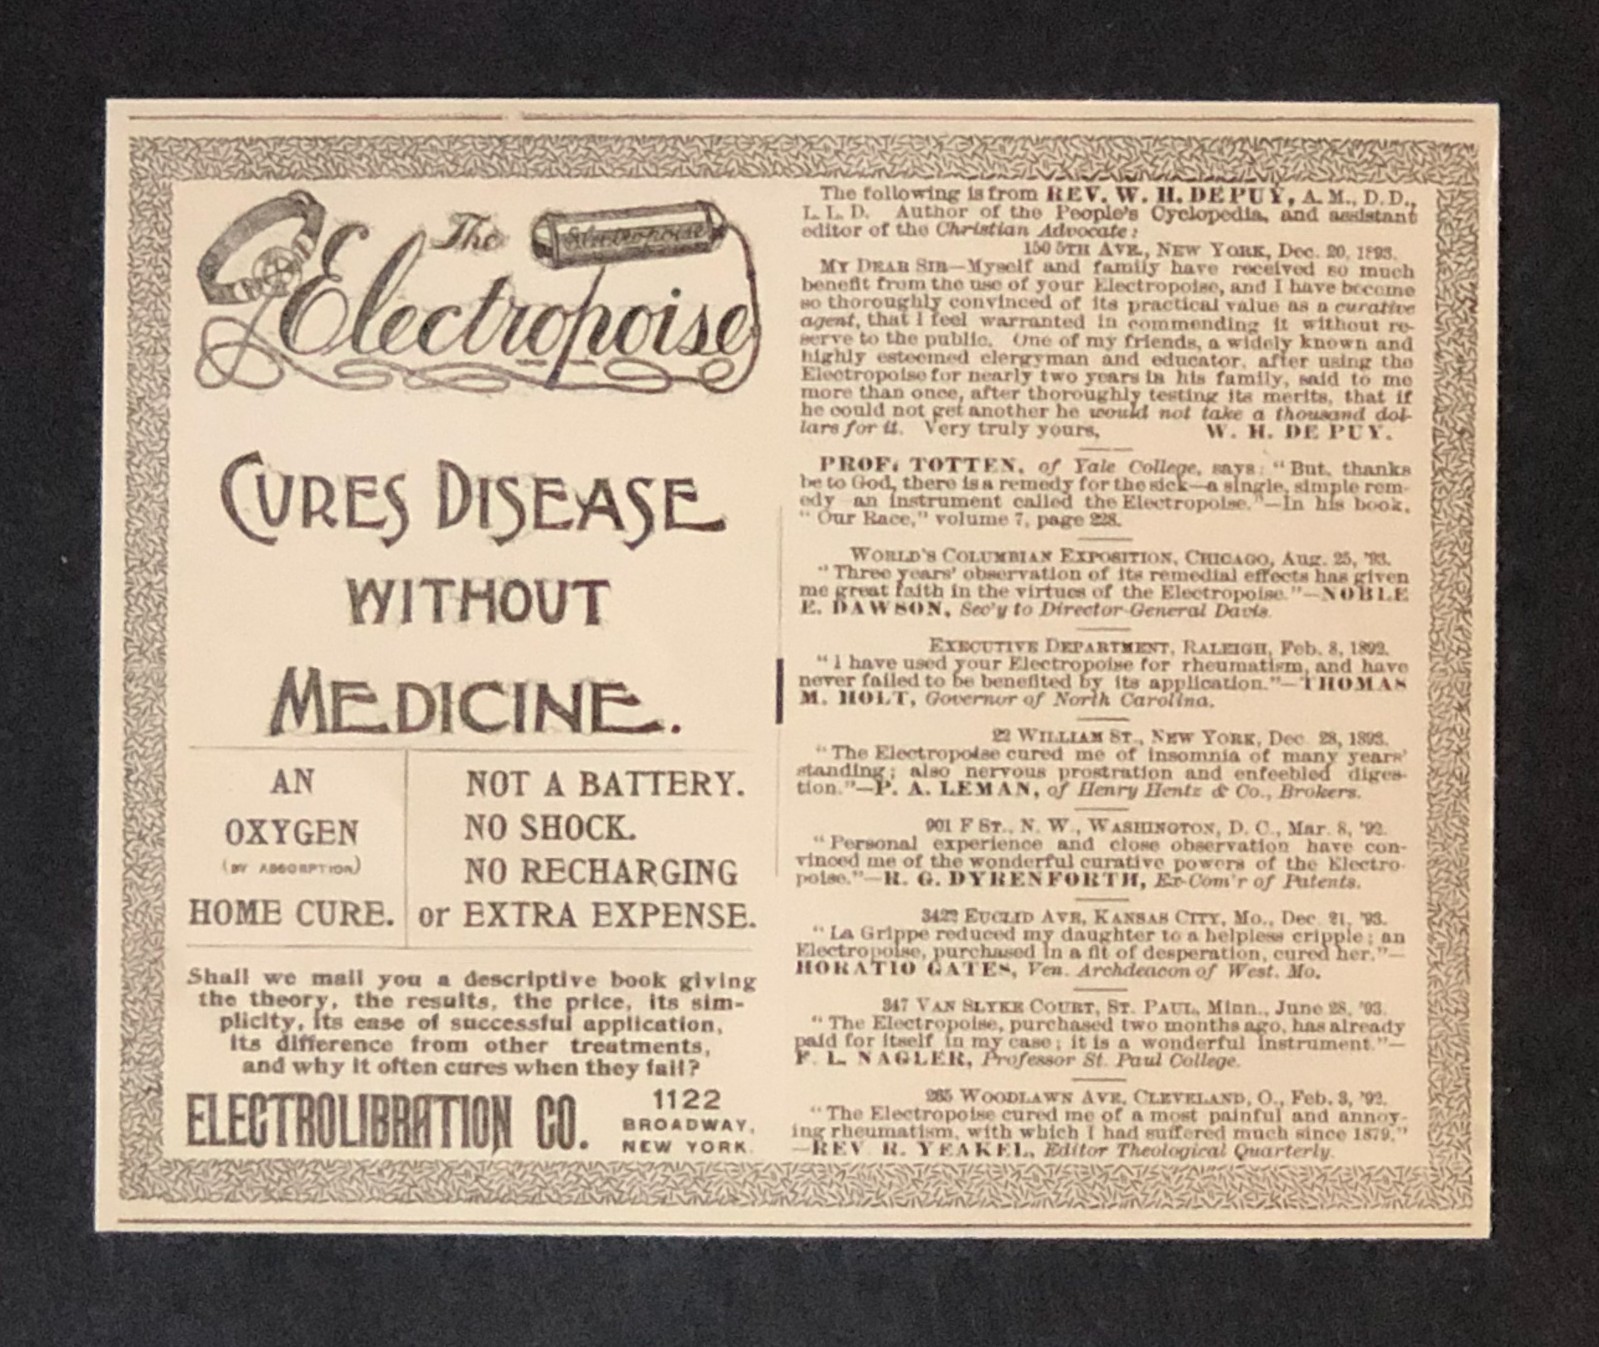 The
Electropoise
Electropoise
CURES DISEASE
WITHOUT
MEDICINE.
AN
OXYGEN
(BY ABSORPTION)
HOME CURE.
NOT A BATTERY.
NO SHOCK.
NO RECHARGING
or EXTRA EXPENSE.
Shall we mail you a descriptive book giving
the theory, the results, the price, its sim-
plicity, its ease of successful application,
its difference from other treatments,
and why it often cures when they fail?
ELECTROLIBRATION CO.
1122
BROADWAY,
NEW YORK.
The following is from REV. W. H. DEPUY, A. M., D. D.,
L. L. D. Author of the People's Cyclopedia, and assistant
editor of the Christian Advocate:
150 5TH AVE., NEW YORK, Dec. 20, 1893.
MY DEAR SIR—Myself and family have received so much
benefit from the use of your Electropoise, and I have become
so thoroughly convinced of its practical value as a curative
agent, that I feel warranted in commending it without re-
serve to the public. One of my friends, a widely known and
highly esteemed clergyman and educator, after using the
Electropoise for nearly two years in his family, said to me
more than once, after thoroughly testing its merits, that if
he could not get another he would not take a thousand dol-
lars for it. Very truly yours, W. H. DE PUY.
PROF. TOTTEN, of Yale College, says: "But, thanks
be to God, there is a remedy for the sick—a single, simple rem-
edy an instrument called the Electropoise."—In his book,
"Our Race," volume 7, page 228.
WORLD'S COLUMBIAN EXPOSITION, CHICAGO, Aug. 25, '93.
"Three years' observation of its remedial effects has given
me great faith in the virtues of the Electropoise."—NOBLE
E. DAWSON, Sec'y to Director-General Davis.
EXECUTIVE DEPARTMENT, RALEIGH, Feb. 8, 1892.
"I have used your Electropoise for rheumatism, and have
never failed to be benefited by its application."—THOMAS
M. HOLT, Governor of North Carolina.
22 WILLIAM ST., NEW YORK, Dec. 28, 1893.
"The Electropoise cured me of insomnia of many years'
standing; also nervous prostration and enfeebled diges-
tion."—P. A. LEMAN, of Henry Hentz & Co., Brokers.
901 F ST., N. W., WASHINGTON, D. C., Mar. 8, '92.
"Personal experience and close observation have con-
vinced me of the wonderful curative powers of the Electro-
poise."—R. G. DYRENFORTH, Ex-Com'r of Patents.
3422 EUCLID AVE, KANSAS CITY, Mo., Dec. 21, '93.
"La Grippe reduced my daughter to a helpless cripple; an
Electropoise, purchased in a fit of desperation, cured her."—
HORATIO GATES, Ven. Archdeacon of West. Mo.
347 VAN SLYKE COURT, ST. PAUL, Minn., June 28, '93.
"The Electropoise, purchased two months ago, has already
paid for itself in my case; it is a wonderful instrument."—
F. L. NAGLER, Professor St. Paul College.
265 WOODLAWN AVE, CLEVELAND, O., Feb. 3, '92.
"The Electropoise cured me of a most painful and annoy-
ing rheumatism, with which I had suffered much since 1879."
—REV R. YEAKEL, Editor Theological Quarterly.